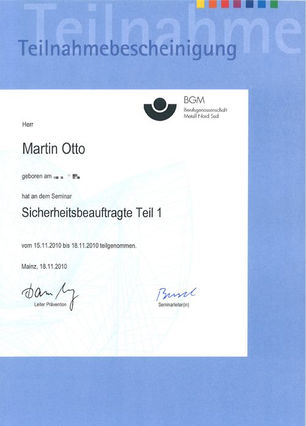 Teilnahme
Teilnahmebescheinigung
BGM
Berufsgenossenschaft
Metall Nord Süd
Herr
Martin Otto
geboren am
hat an dem Seminar
Sicherheitsbeauftragte Teil 1
vom 15.11.2010 bis 18.11.2010 teilgenommen.
Mainz, 18.11.2010
Leiter Prävention
Seminarleiter(in)